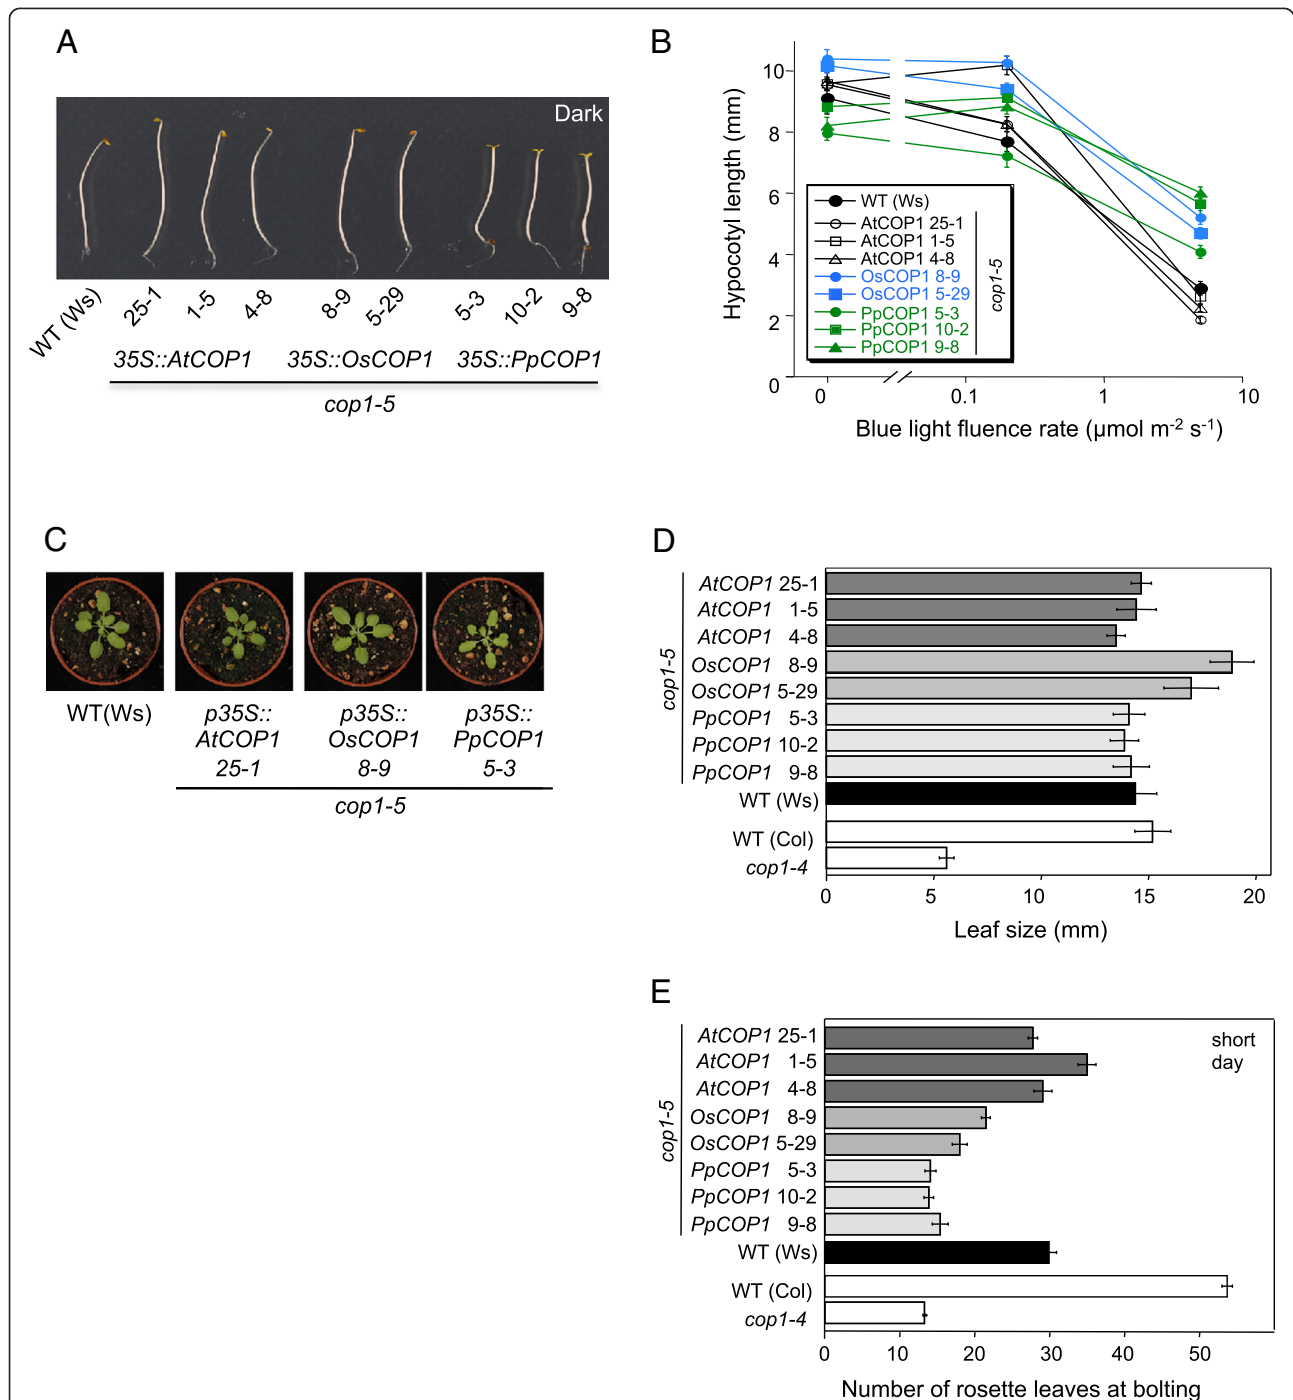 A
Dark
WT (Ws)
25-1
1-5
4-8
8-9
5-29
5-3
10-2
9-8
35S::AtCOP1
35S::OsCOP1
35S::PpCOP1
cop1-5
B
Hypocotyl length (mm)
10
8
6
4
2
0
WT (Ws)
AtCOP1 25-1
AtCOP1 1-5
AtCOP1 4-8
OsCOP1 8-9
OsCOP1 5-29
PpCOP1 5-3
PpCOP1 10-2
PpCOP1 9-8
cop1-5
0 0.1 1 10
Blue light fluence rate (µmol m-2 s-1)
C
WT(Ws)
p35S::
AtCOP1
25-1
p35S::
OsCOP1
8-9
p35S::
PpCOP1
5-3
cop1-5
D
cop1-5
AtCOP1 25-1
AtCOP1 1-5
AtCOP1 4-8
OsCOP1 8-9
OsCOP1 5-29
PpCOP1 5-3
PpCOP1 10-2
PpCOP1 9-8
WT (Ws)
WT (Col)
cop1-4
0 5 10 15 20
Leaf size (mm)
E
short
day
cop1-5
AtCOP1 25-1
AtCOP1 1-5
AtCOP1 4-8
OsCOP1 8-9
OsCOP1 5-29
PpCOP1 5-3
PpCOP1 10-2
PpCOP1 9-8
WT (Ws)
WT (Col)
cop1-4
0 10 20 30 40 50
Number of rosette leaves at bolting